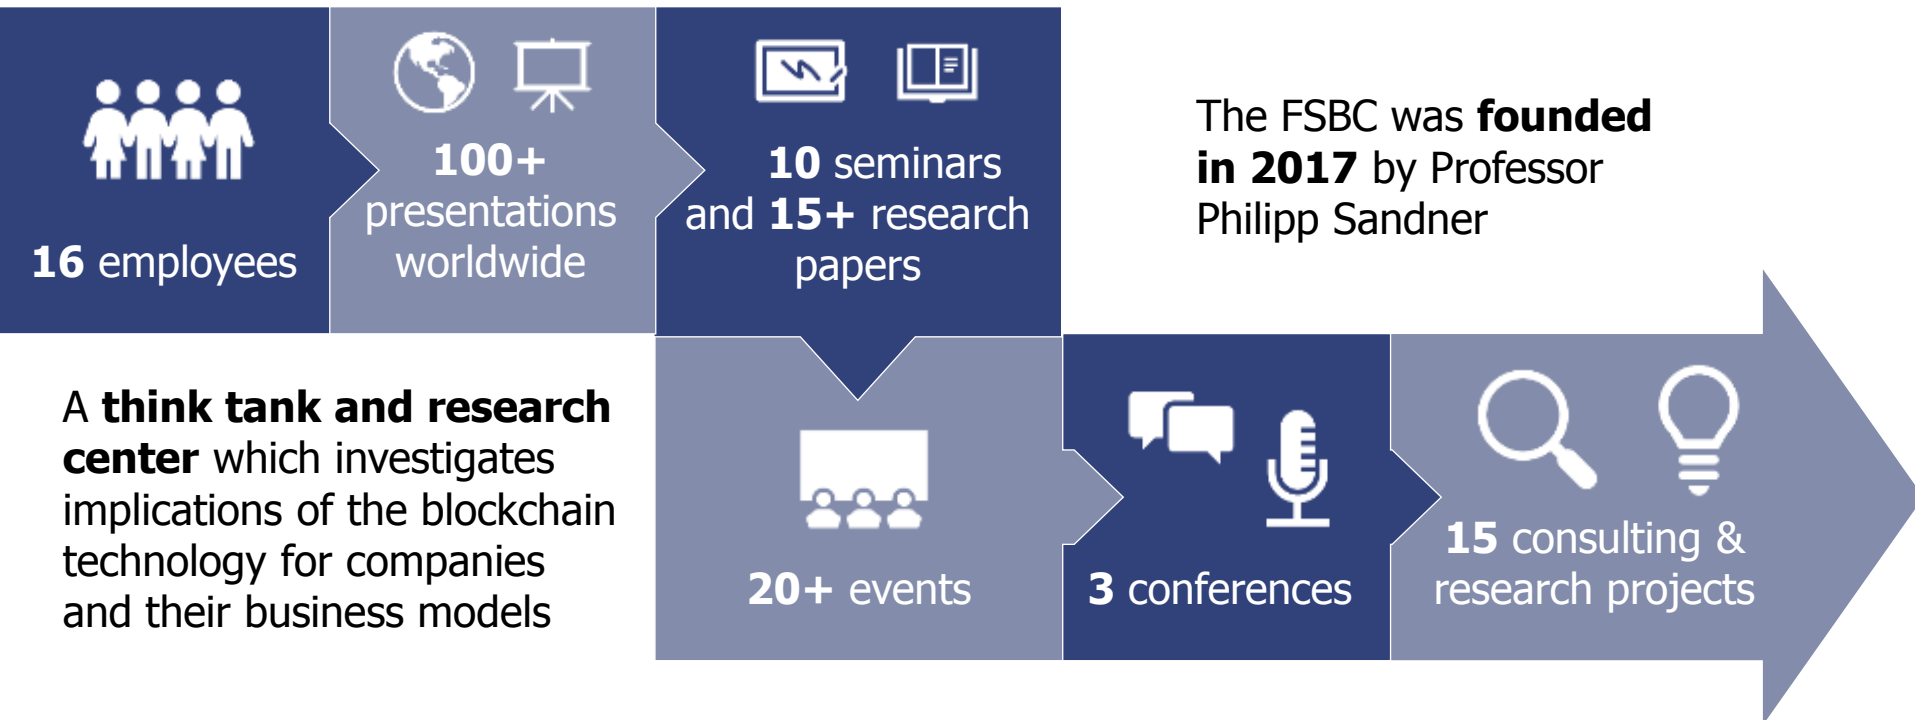 16 employees
100+
presentations
worldwide
10 seminars
and 15+ research
papers
The FSBC was founded
in 2017 by Professor
Philipp Sandner
A think tank and research
center which investigates
implications of the blockchain
technology for companies
and their business models
20+ events
3 conferences
15 consulting &
research projects